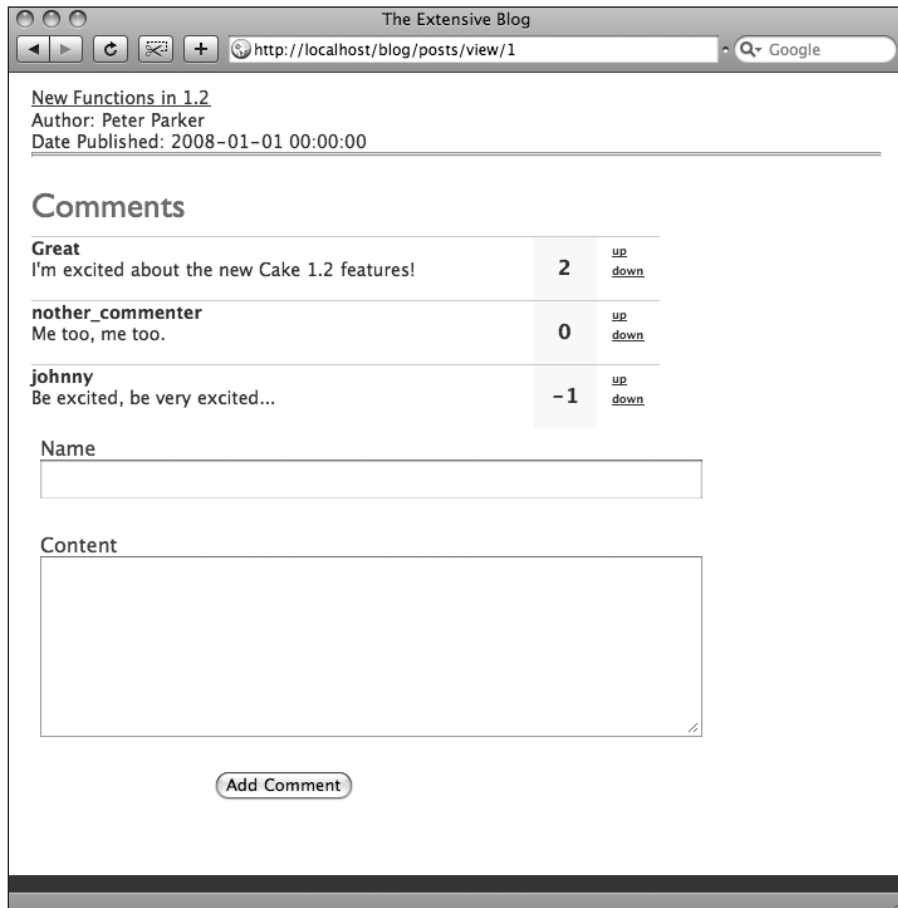 The Extensive Blog
http://localhost/blog/posts/view/1
Google
New Functions in 1.2
Author: Peter Parker
Date Published: 2008-01-01 00:00:00
Comments
Great
I'm excited about the new Cake 1.2 features!
2
up
down
nother_commenter
Me too, me too.
0
up
down
johnny
Be excited, be very excited...
-1
up
down
Name
Content
Add Comment